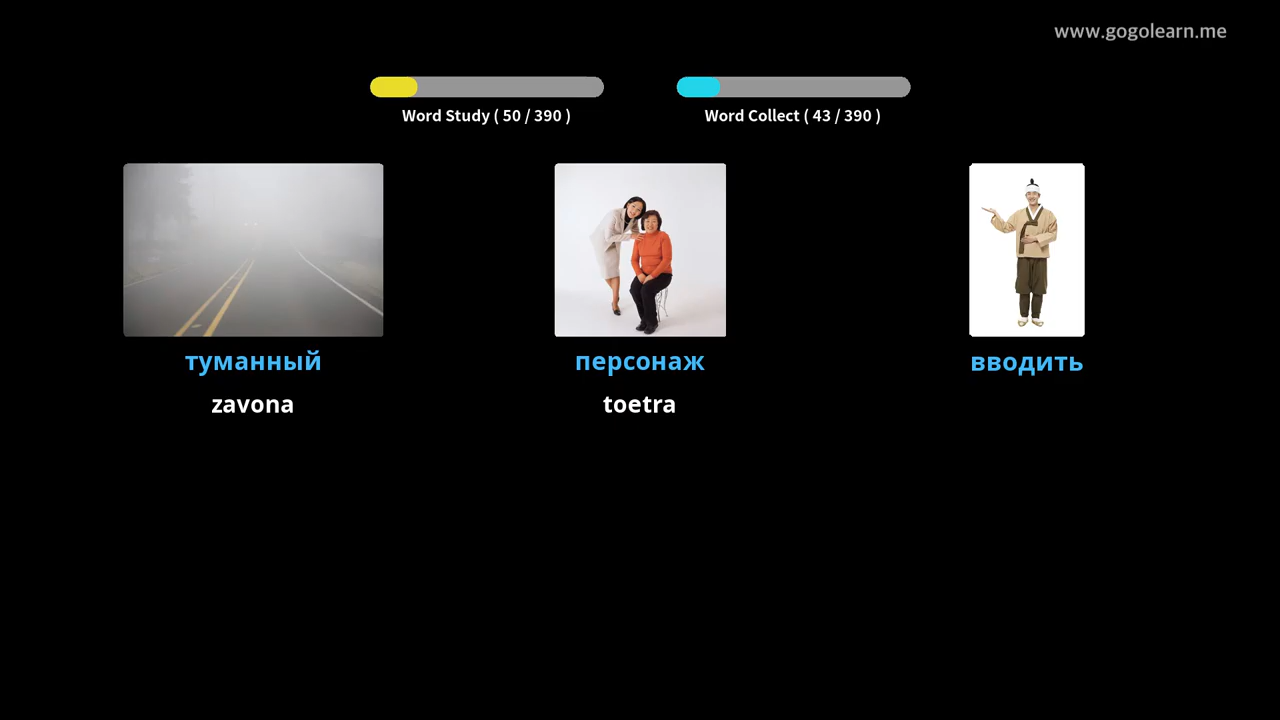 www.gogolearn.me
Word Study ( 50 / 390 )
Word Collect ( 43 / 390 )
туманный
персонаж
вводить
zavona
toetra